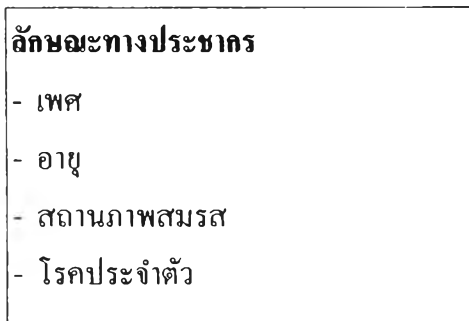 ลักษณะทางประชากร
- เพศ
- อายุ
- สถานภาพสมรส
- โรคประจำตัว